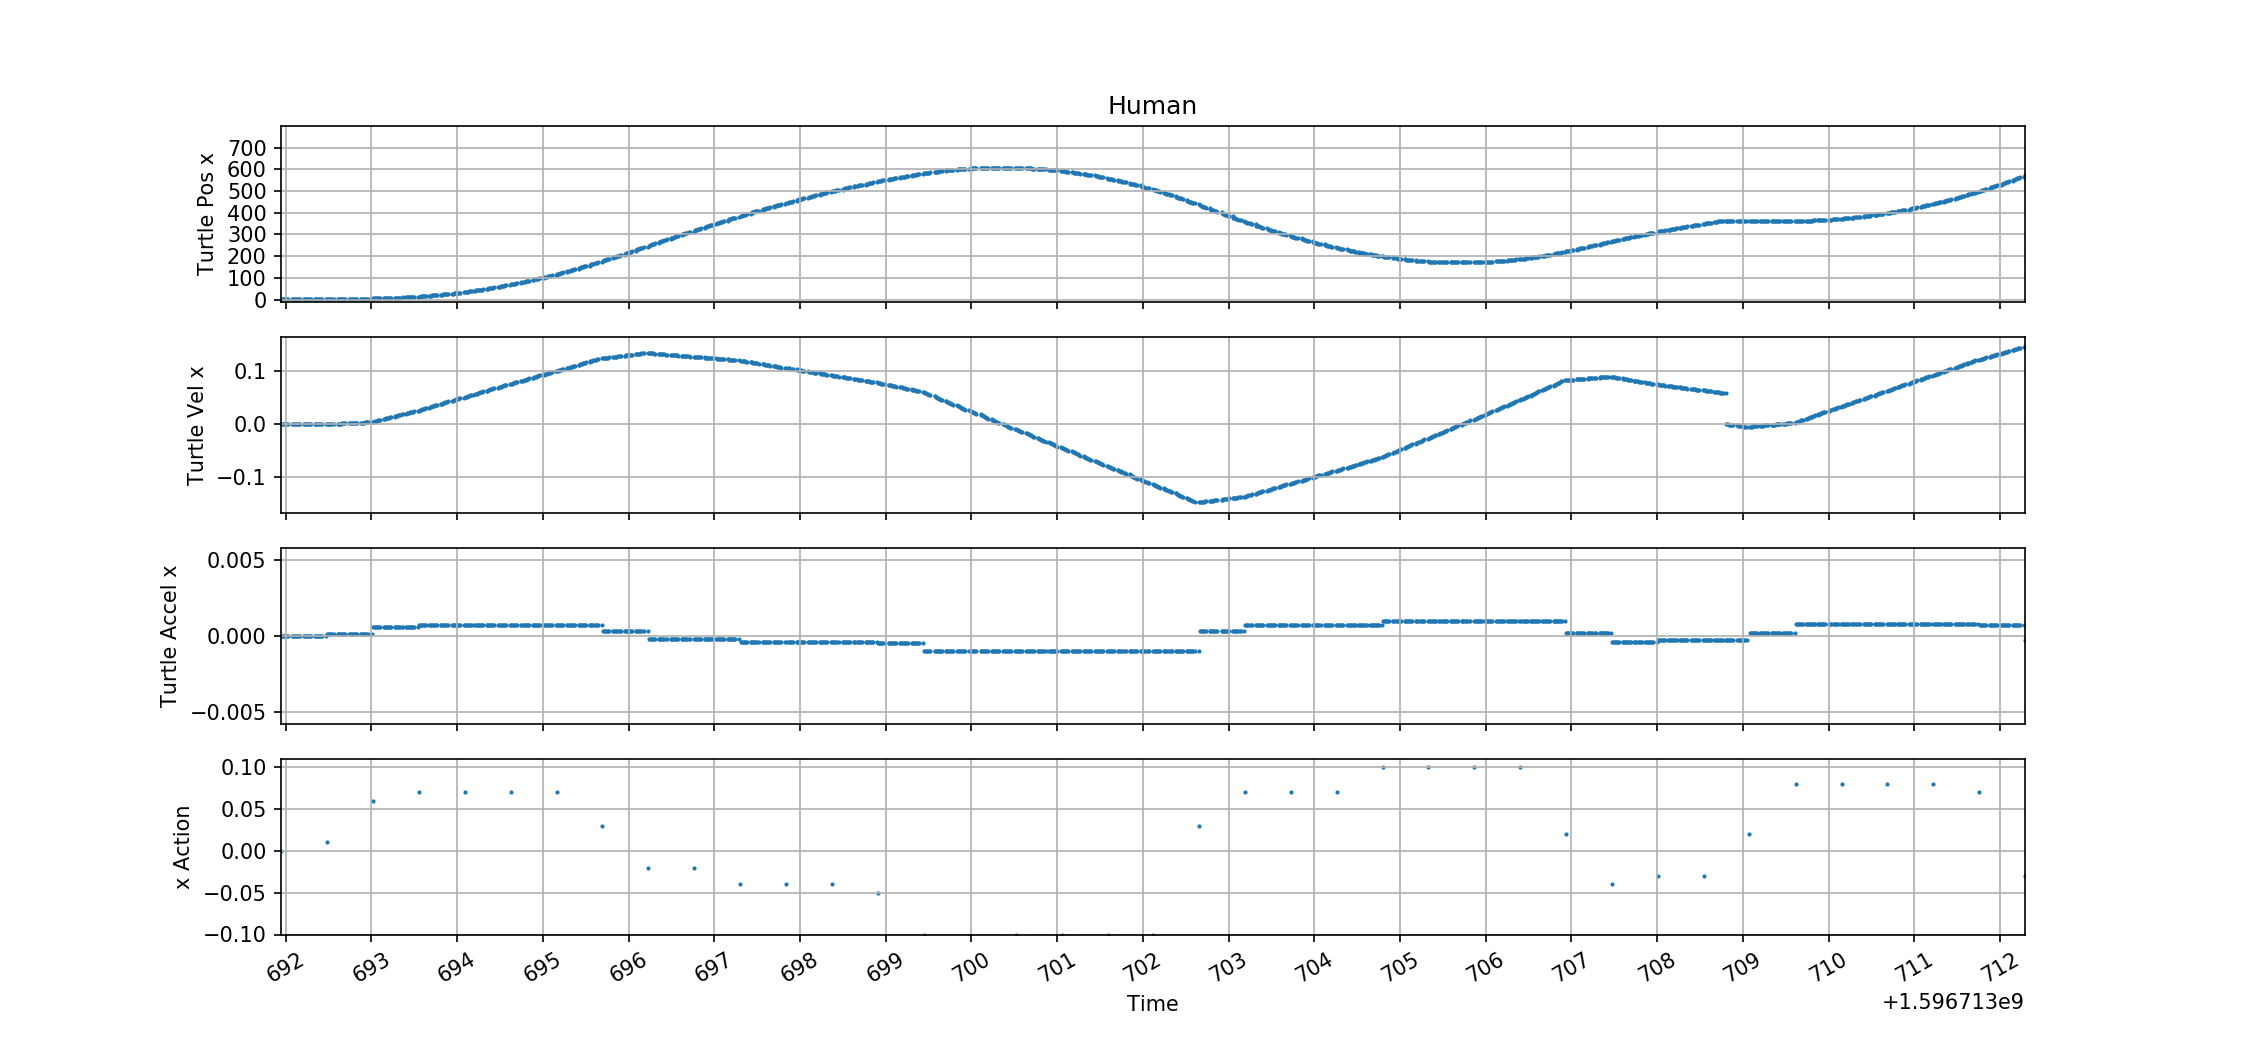 Human
Turtle Pos x
700
600
500
400
300
200
100
0
Turtle Vel x
0.1
0.0
−0.1
Turtle Accel x
0.005
0.000
−0.005
x Action
0.10
0.05
0.00
−0.05
−0.10
692 693 694 695 696 697 698 699 700 701 702 703 704 705 706 707 708 709 710 711 712
Time
+1.596713e9